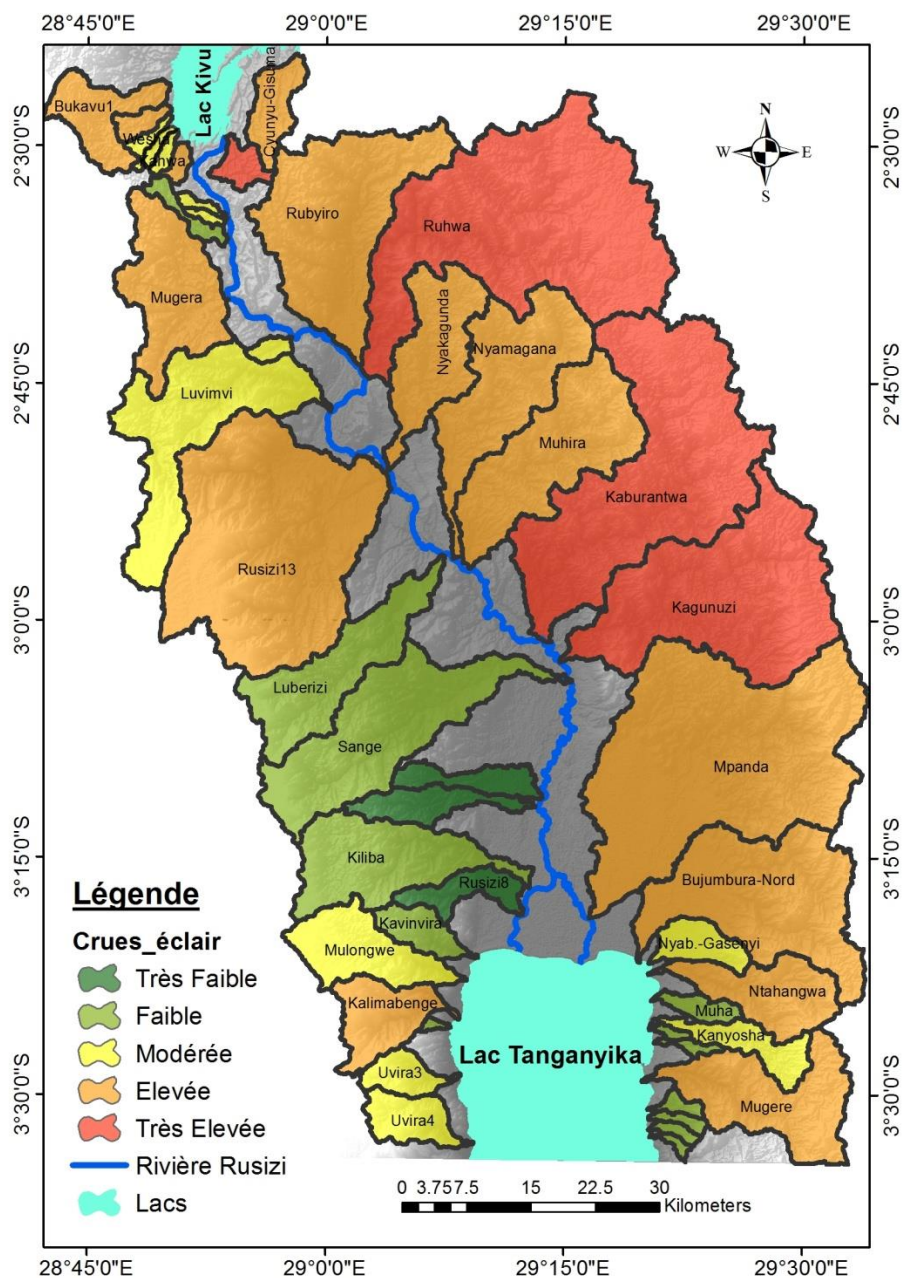 28°45'0"E 29°00'0"E 29°15'0"E 29°30'0"E
Lac Kivu
Cyunyu-Gisuma
Bukavu1
Kahwa
2°30'0"S
2°30'0"S
N
W E
S
Rubyiro
Ruhwa
Mugera
Nyakagunda
Nyamagana
2°45'0"S
2°45'0"S
Luvimvi
Muhira
Kaburantwa
Rusizi13
Kagunuzi
3°0'0"S
3°0'0"S
Luberizi
Sange
Mpanda
3°15'0"S
3°15'0"S
Kiliba
Rusizi8
Bujumbura-Nord
Kavinvira
Mulongwe
Nyab.-Gasenyi
Kalimabenge
Ntahangwa
Muha
Kanyosha
Lac Tanganyika
Uvira3
Uvira4
Mugere
3°30'0"S
3°30'0"S
Légende
Crues_éclair
Très Faible
Faible
Modérée
Elevée
Très Elevée
Rivière Rusizi
Lacs
0 3.757.5 15 22.5 30
Kilometers
28°45'0"E 29°00'0"E 29°15'0"E 29°30'0"E